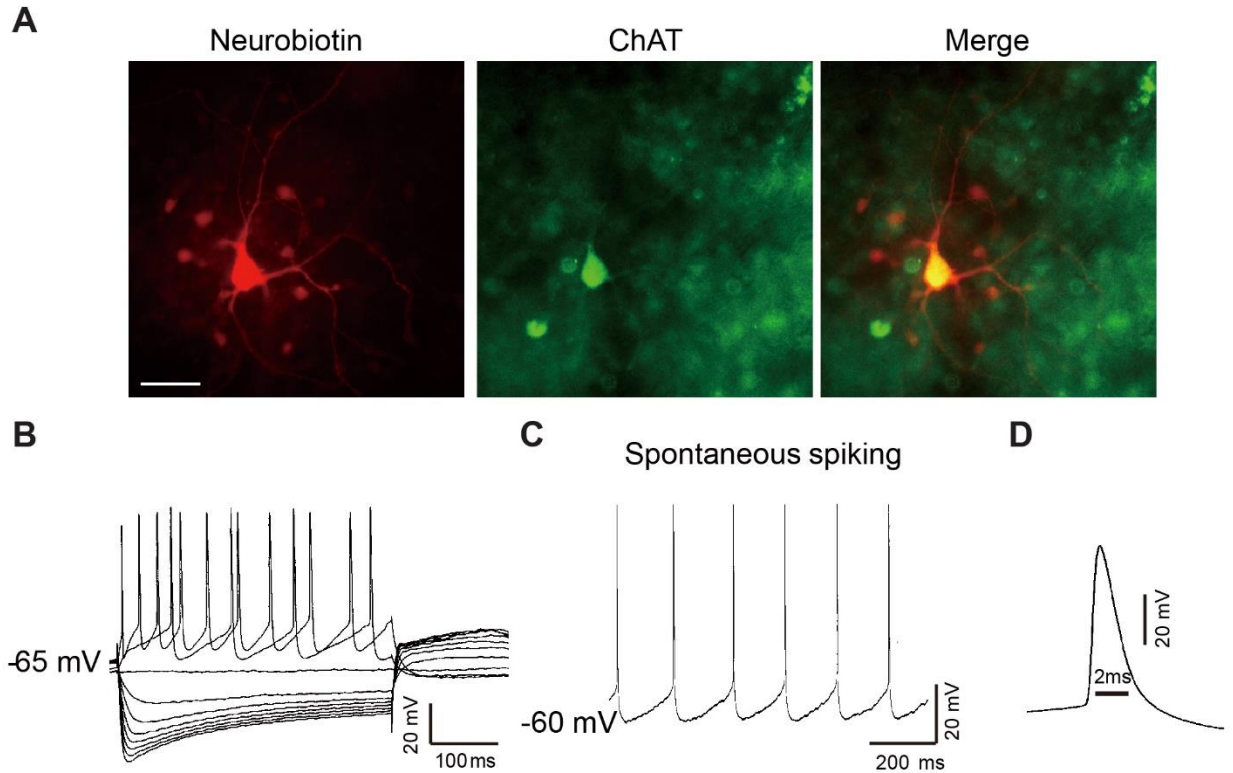 A
Neurobiotin ChAT Merge
B
C
D
Spontaneous spiking
-65 mV
20 mV
100 ms
-60 mV
20 mV
200 ms
20 mV
2ms